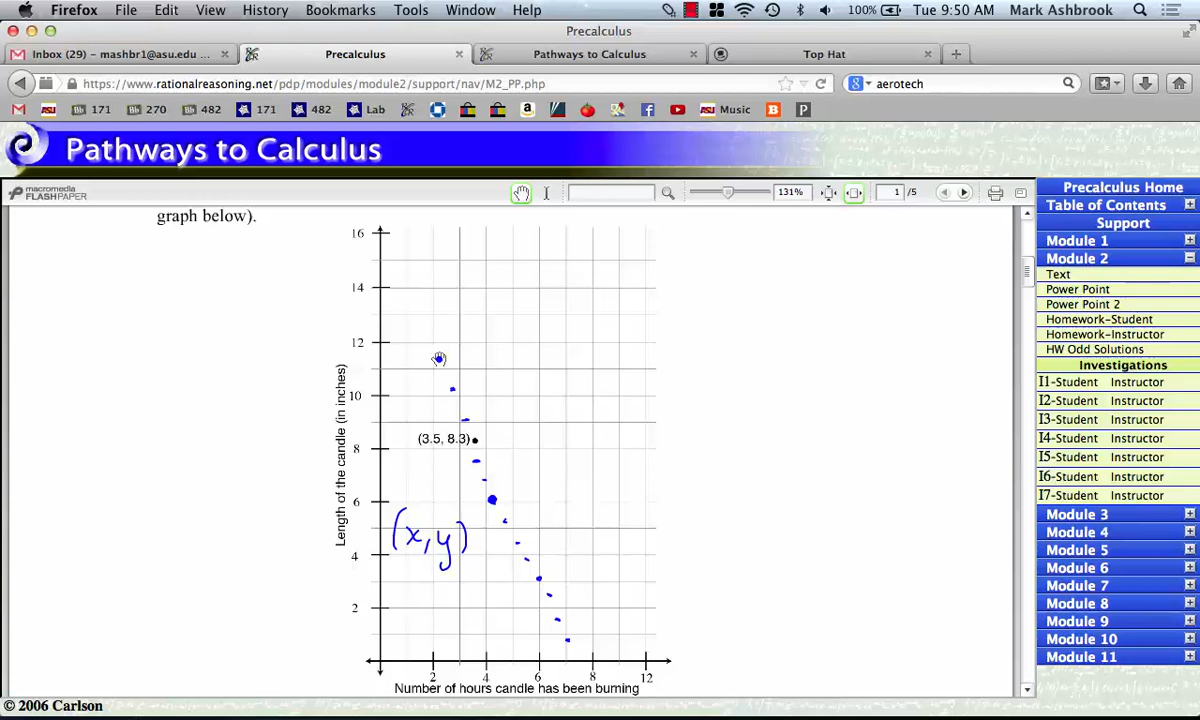 Firefox File Edit View History Bookmarks Tools Window Help 100% Tue 9:50 AM Mark Ashbrook
Precalculus
Inbox (29) – mashbr1@asu.edu ... × Precalculus × Pathways to Calculus × Top Hat ×
https://www.rationalreasoning.net/pdp/modules/module2/support/nav/M2_PP.php aerotech
ASU Bb 171 Bb 270 Bb 482 171 482 Lab ASU Music
Pathways to Calculus
macromedia FLASHPAPER 131% 1 /5
graph below).
16
14
12
10
8
6
4
2
Length of the candle (in inches)
(3.5, 8.3)
(x,y)
2 4 6 8 12
Number of hours candle has been burning
Precalculus Home
Table of Contents
Support
Module 1
Module 2
Text
Power Point
Power Point 2
Homework-Student
Homework-Instructor
HW Odd Solutions
Investigations
I1-Student Instructor
I2-Student Instructor
I3-Student Instructor
I4-Student Instructor
I5-Student Instructor
I6-Student Instructor
I7-Student Instructor
Module 3
Module 4
Module 5
Module 6
Module 7
Module 8
Module 9
Module 10
Module 11
© 2006 Carlson